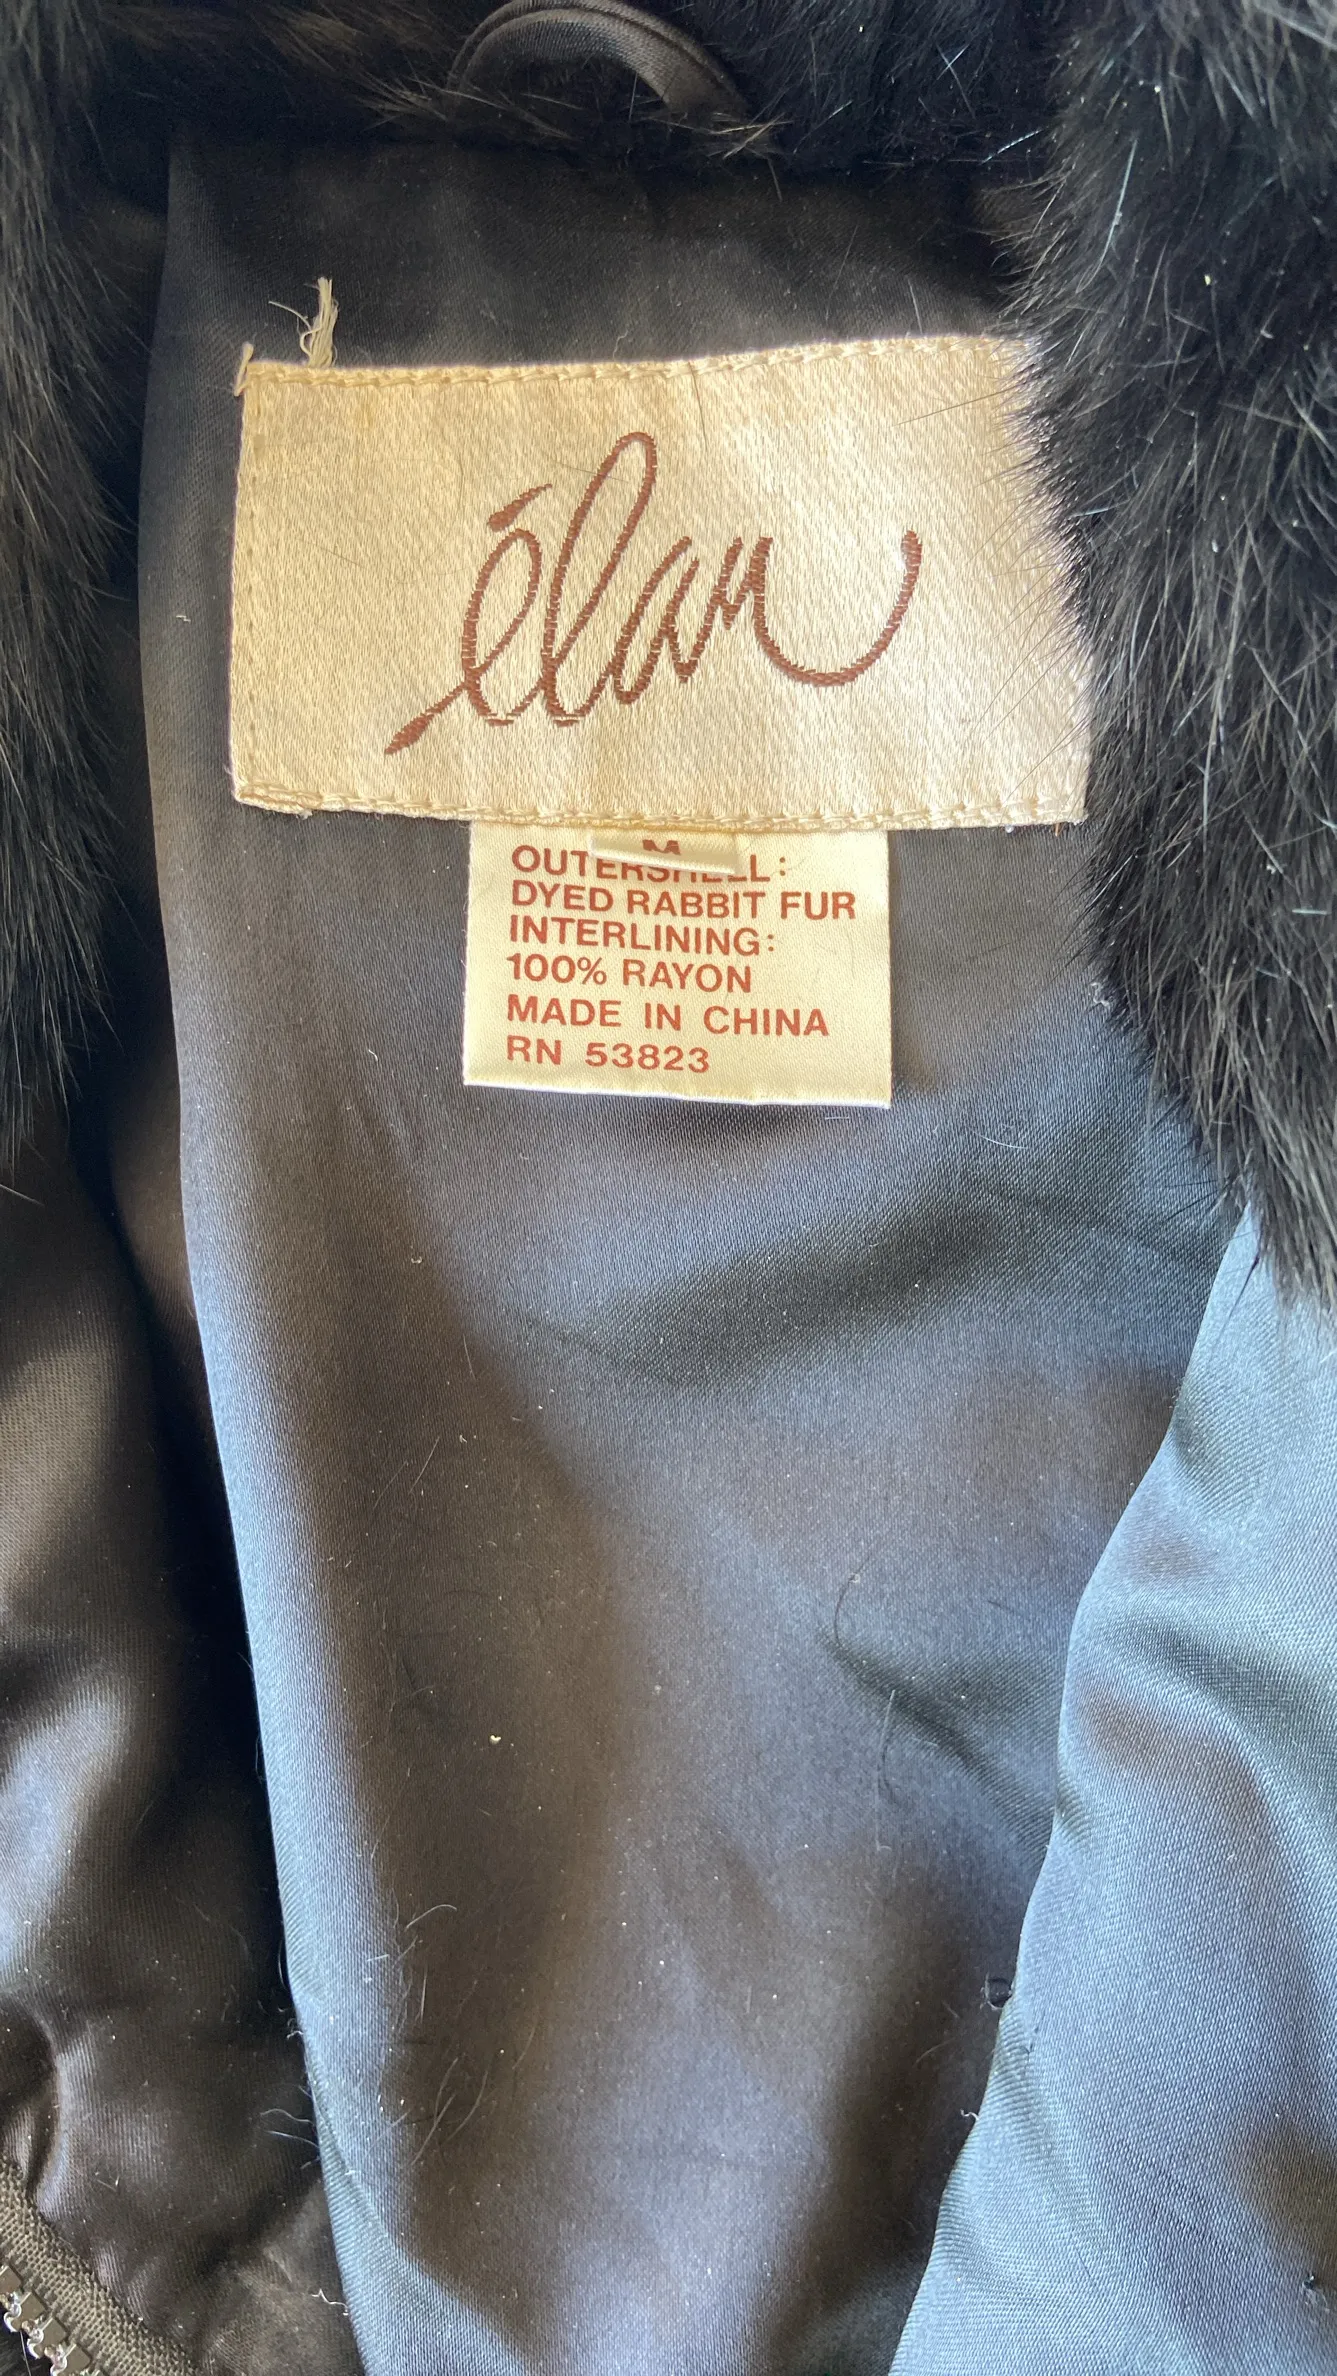 élan
M
OUTERSHELL:
DYED RABBIT FUR
INTERLINING:
100% RAYON
MADE IN CHINA
RN 53823